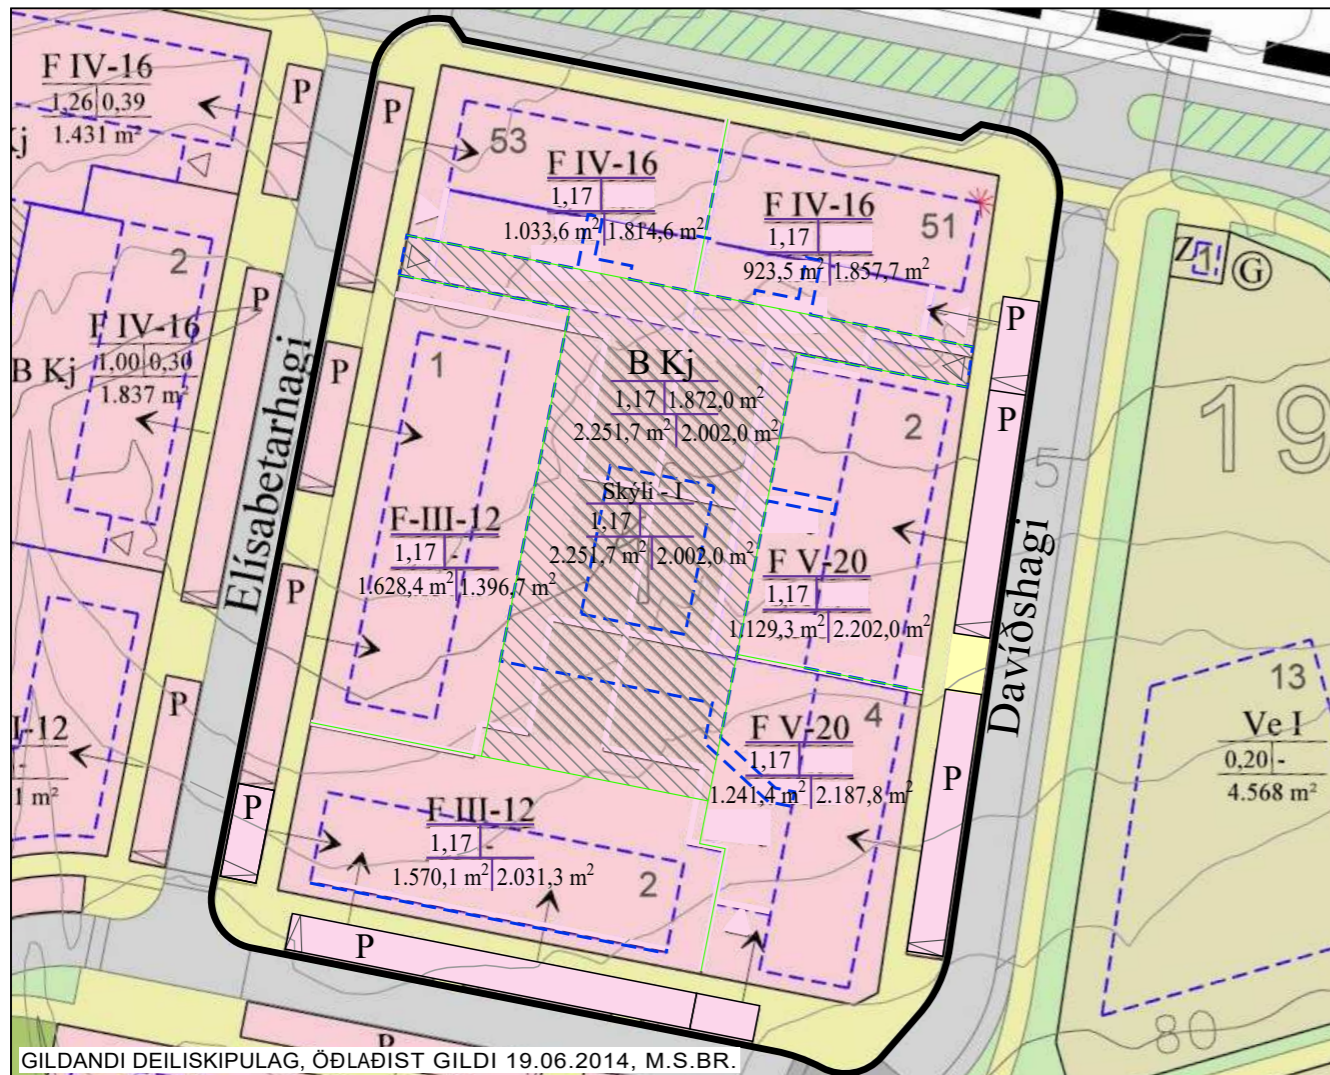 F IV-16
1,26 0,39
1.431 m²
Kj
2
F IV-16
1,00 0,30
1.837 m²
B Kj
I-12
-
1 m²
P
P
P
P
P
P
P
P
P
Elísabetarhagi
53
F IV-16
1,17
1.033,6 m² 1.814,6 m²
F IV-16
1,17
923,5 m² 1.857,7 m²
51
1
F-III-12
1,17 -
1.628,4 m² 1.396,7 m²
B Kj
1,17 1.872,0 m²
2.251,7 m² 2.002,0 m²
Skýli - I
1,17 -
2.251,7 m² 2.002,0 m²
2
F V-20
1,17
1.129,3 m² 2.202,0 m²
F V-20
4
1,17
1.241,4 m² 2.187,8 m²
F III-12
1,17 -
1.570,1 m² 2.031,3 m²
2
P
P
P
P
Davíðshagi
5
Z
1
G
19
13
Ve I
0,20 -
4.568 m²
80
GILDANDI DEILISKIPULAG, ÖÐLAÐIST GILDI 19.06.2014, M.S.BR.